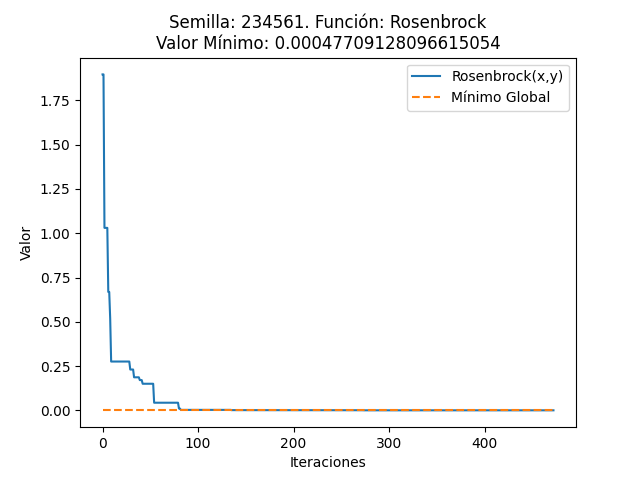 Semilla: 234561. Función: Rosenbrock
Valor Mínimo: 0.00047709128096615054
Rosenbrock(x,y)
Mínimo Global
1.75
1.50
1.25
1.00
0.75
0.50
0.25
0.00
Valor
0 100 200 300 400
Iteraciones